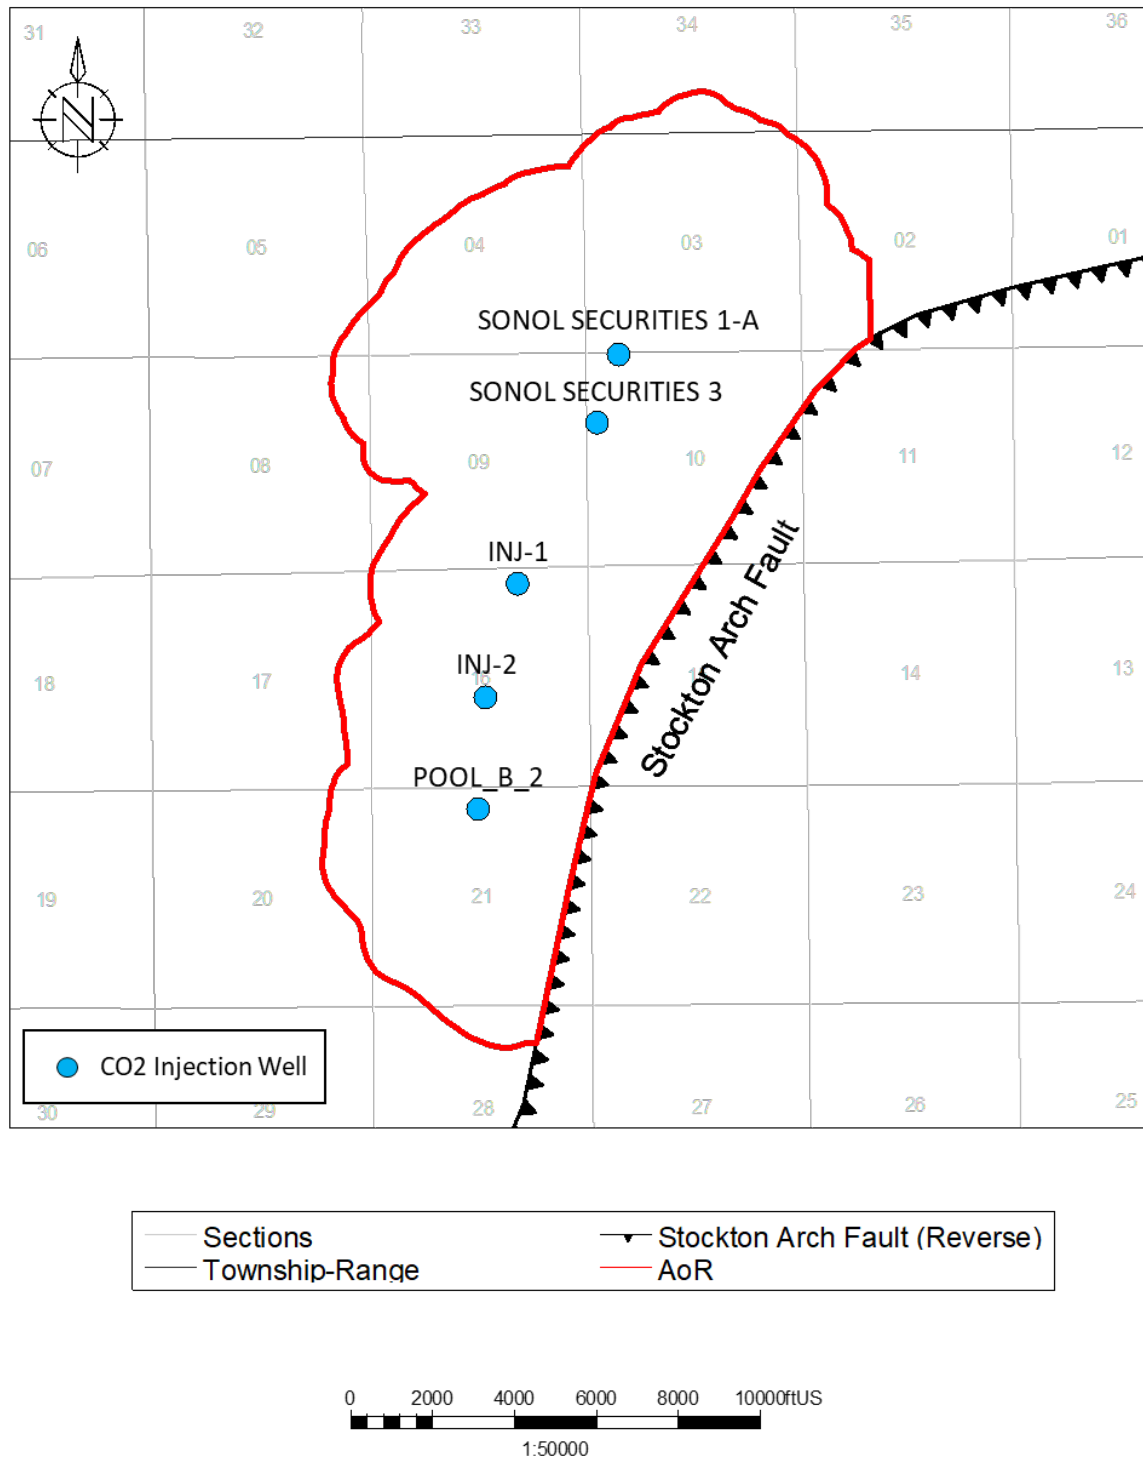 31 32 33 34 35 36
N
06 05 04 03 02 01
SONOL SECURITIES 1-A
SONOL SECURITIES 3
07 08 09 10 11 12
INJ-1
INJ-2
18 17 16 14 13
Stockton Arch Fault
POOL_B_2
19 20 21 22 23 24
CO2 Injection Well
30 29 28 27 26 25
Sections
Stockton Arch Fault (Reverse)
Township-Range
AoR
0 2000 4000 6000 8000 10000ftUS
1:50000